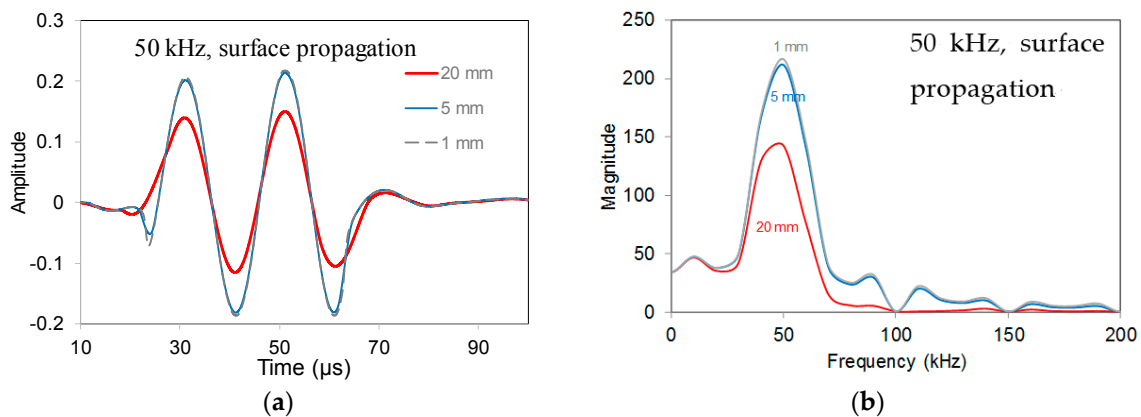 50 kHz, surface propagation
20 mm
5 mm
1 mm
Amplitude
0.3
0.2
0.1
0
-0.1
-0.2
10
30
50
70
90
Time (µs)
(a)
50 kHz, surface
propagation
1 mm
5 mm
20 mm
Magnitude
250
200
150
100
50
0
0
50
100
150
200
Frequency (kHz)
(b)